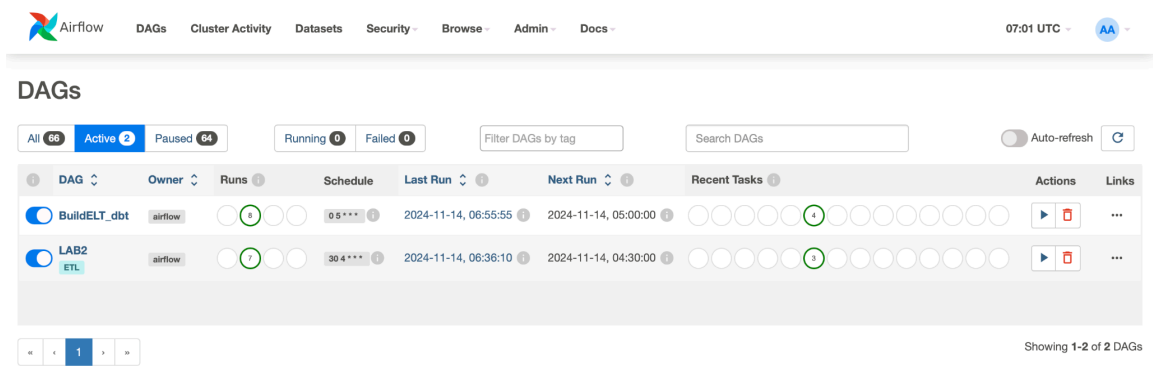 Airflow DAGs Cluster Activity Datasets Security Browse Admin Docs 07:01 UTC AA
DAGs
All 66 Active 2 Paused 64 Running 0 Failed 0 Filter DAGs by tag Search DAGs Auto-refresh
DAG Owner Runs Schedule Last Run Next Run Recent Tasks Actions Links
BuildELT_dbt airflow 8 0 5 * * * 2024-11-14, 06:55:55 2024-11-14, 05:00:00 4
LAB2 airflow 7 30 4 * * * 2024-11-14, 06:36:10 2024-11-14, 04:30:00 3
ETL
« ‹ 1 › »
Showing 1-2 of 2 DAGs